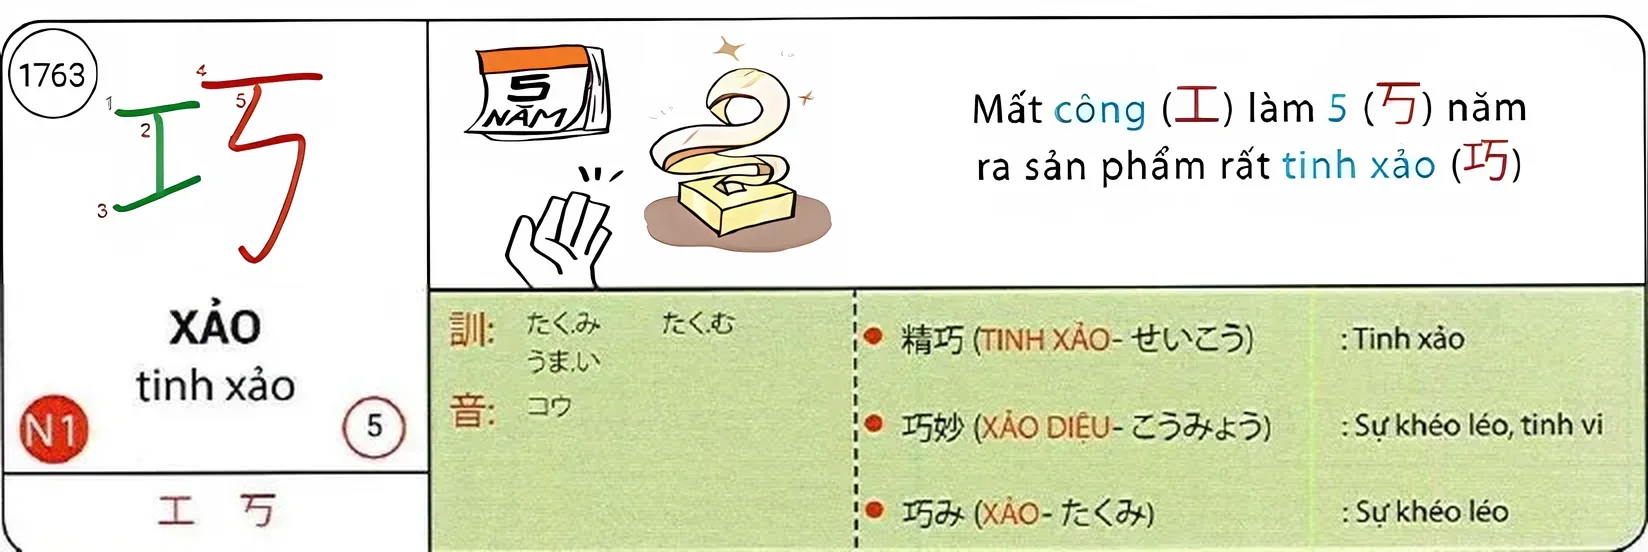 1763
1
2
3
4
5
巧
XẢO
tinh xảo
N1
5
工 丂
5
NĂM
Mất công (工) làm 5 (丂) năm
ra sản phẩm rất tinh xảo (巧)
訓: たく.み たく.む
うま.い
音: コウ
精巧 (TINH XẢO- せいこう) : Tinh xảo
巧妙 (XẢO DIỆU- こうみょう) : Sự khéo léo, tinh vi
巧み (XẢO- たくみ) : Sự khéo léo